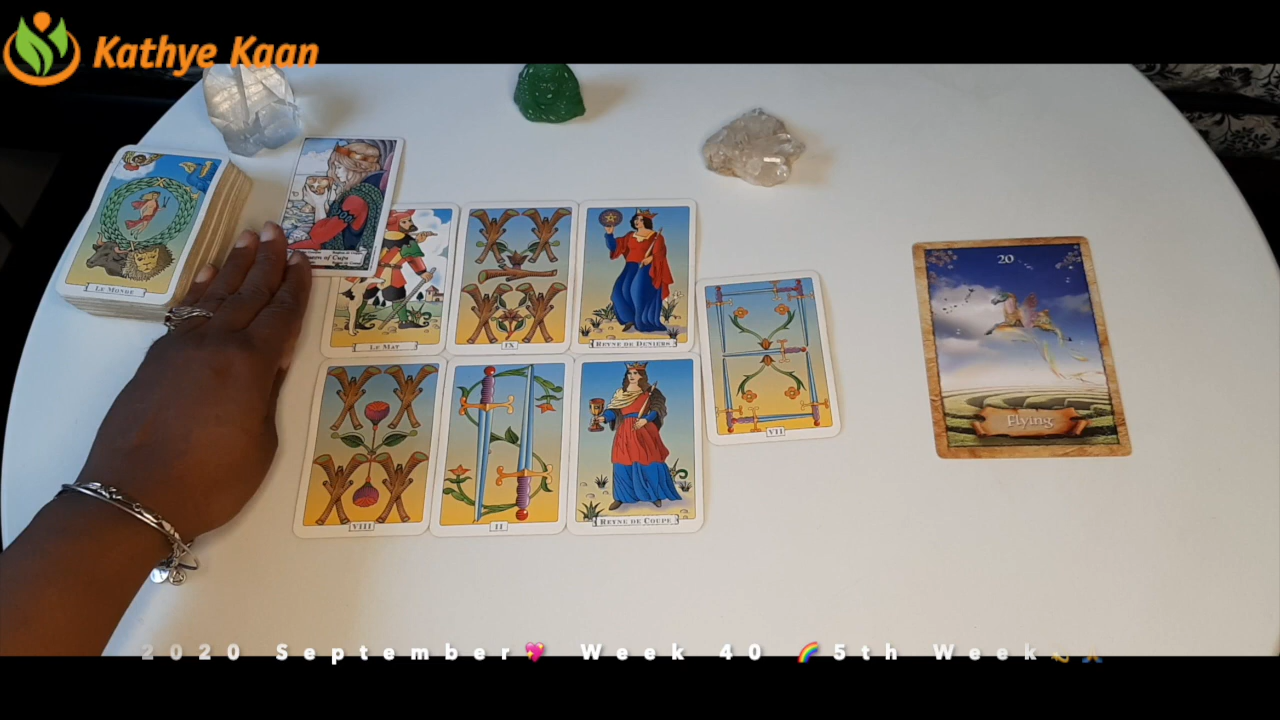 Kathye Kaan
Queen of Cups
LE MONDE
LE MAT
IX
REYNE DE DENIERS
20
Flying
VIII
II
REYNE DE COUPE
VII
2020 September💖 Week 40 🌈5th Week💫🙏